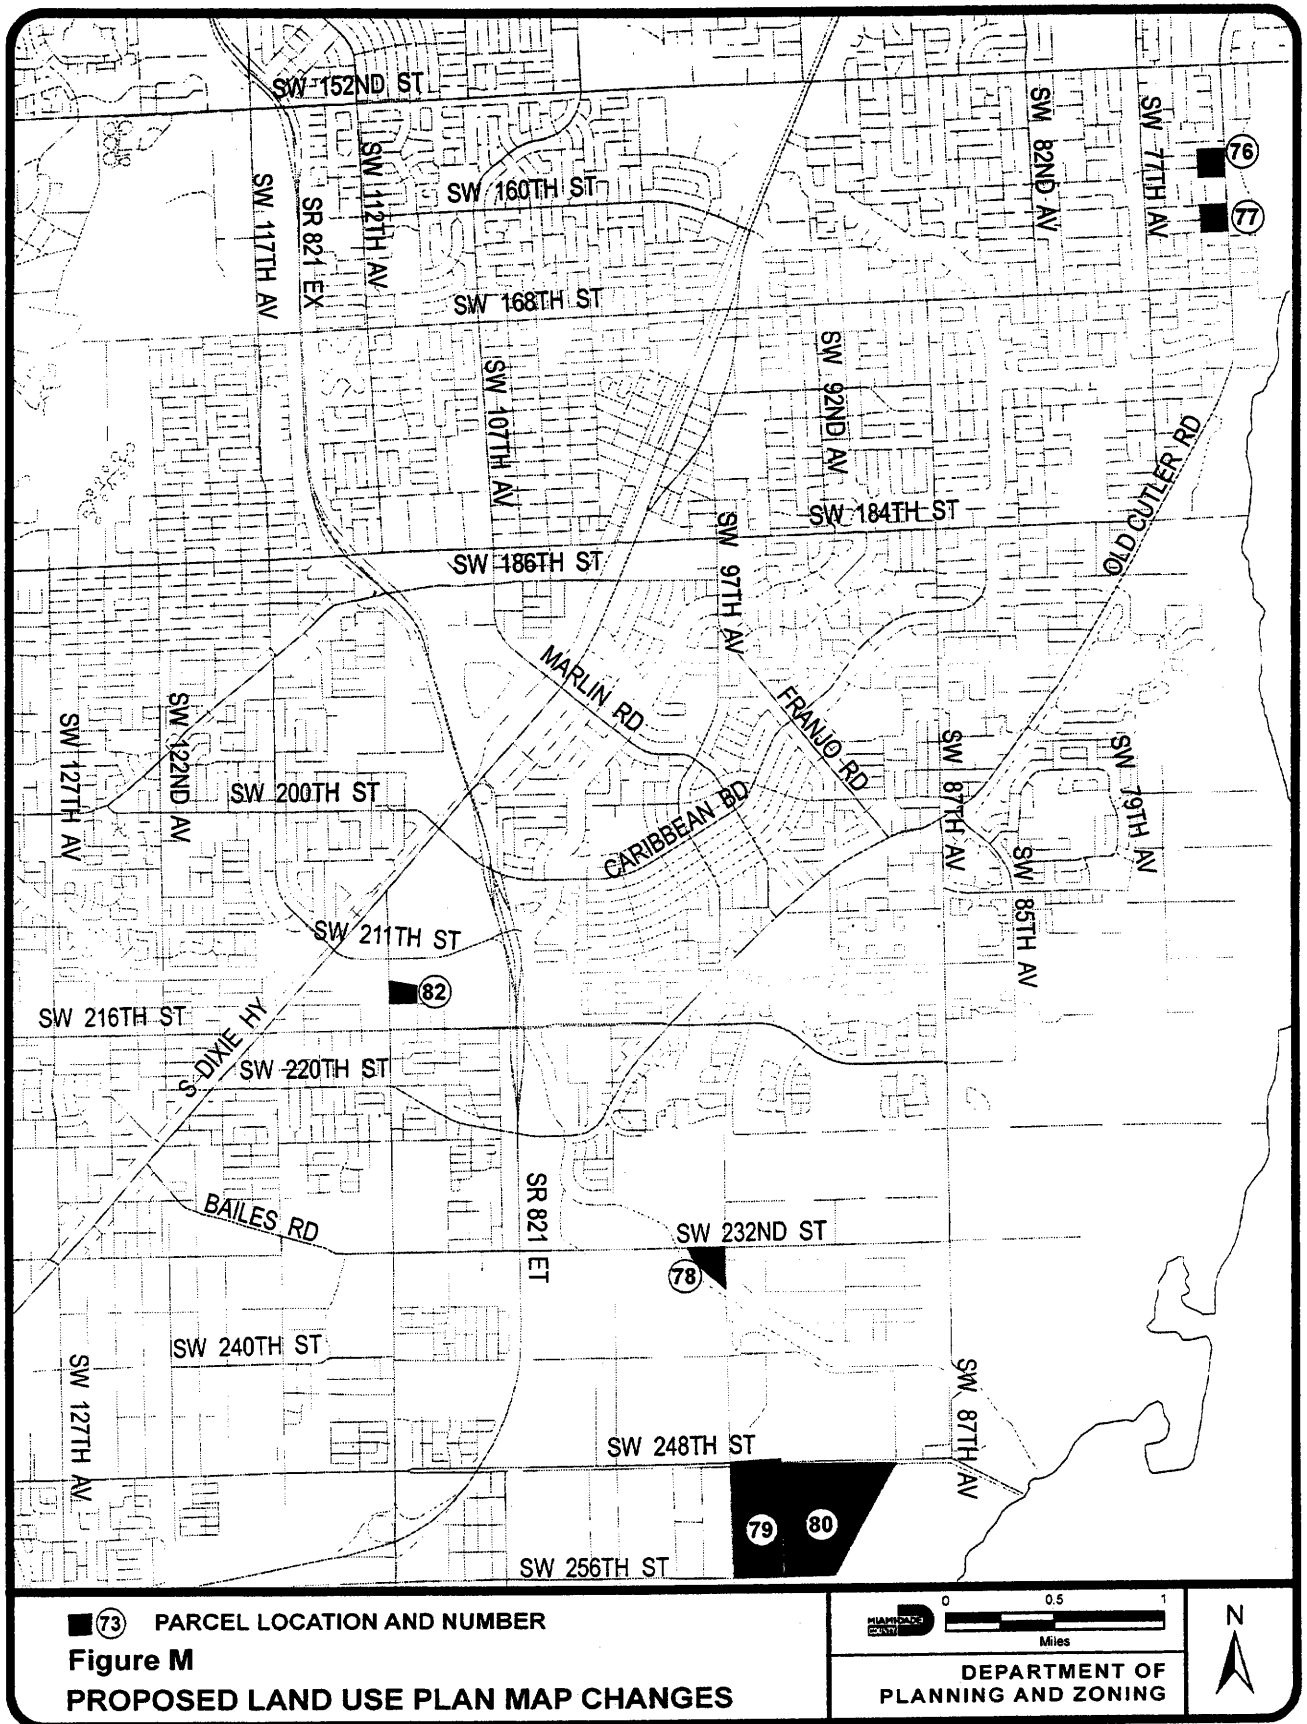 SW 152ND ST
SW 82ND AV
SW 77TH AV
76
SW 112TH AV
SW 160TH ST
SW 117TH AV
SR 821 EX
77
SW 168TH ST
SW 107TH AV
SW 92ND AV
OLD CUTLER RD
SW 184TH ST
SW 97TH AV
SW 186TH ST
MARLIN RD
FRANJO RD
SW 122ND AV
SW 127TH AV
SW 87TH AV
SW 79TH AV
SW 200TH ST
CARIBBEAN BD
SW 85TH AV
SW 211TH ST
82
SW 216TH ST
S DIXIE HY
SW 220TH ST
SR 821 ET
BAILES RD
SW 232ND ST
78
SW 240TH ST
SW 127TH AV
SW 87TH AV
SW 248TH ST
79
80
SW 256TH ST
73 PARCEL LOCATION AND NUMBER
Figure M
PROPOSED LAND USE PLAN MAP CHANGES
MIAMI-DADE
COUNTY
0 0.5 1
Miles
DEPARTMENT OF
PLANNING AND ZONING
N